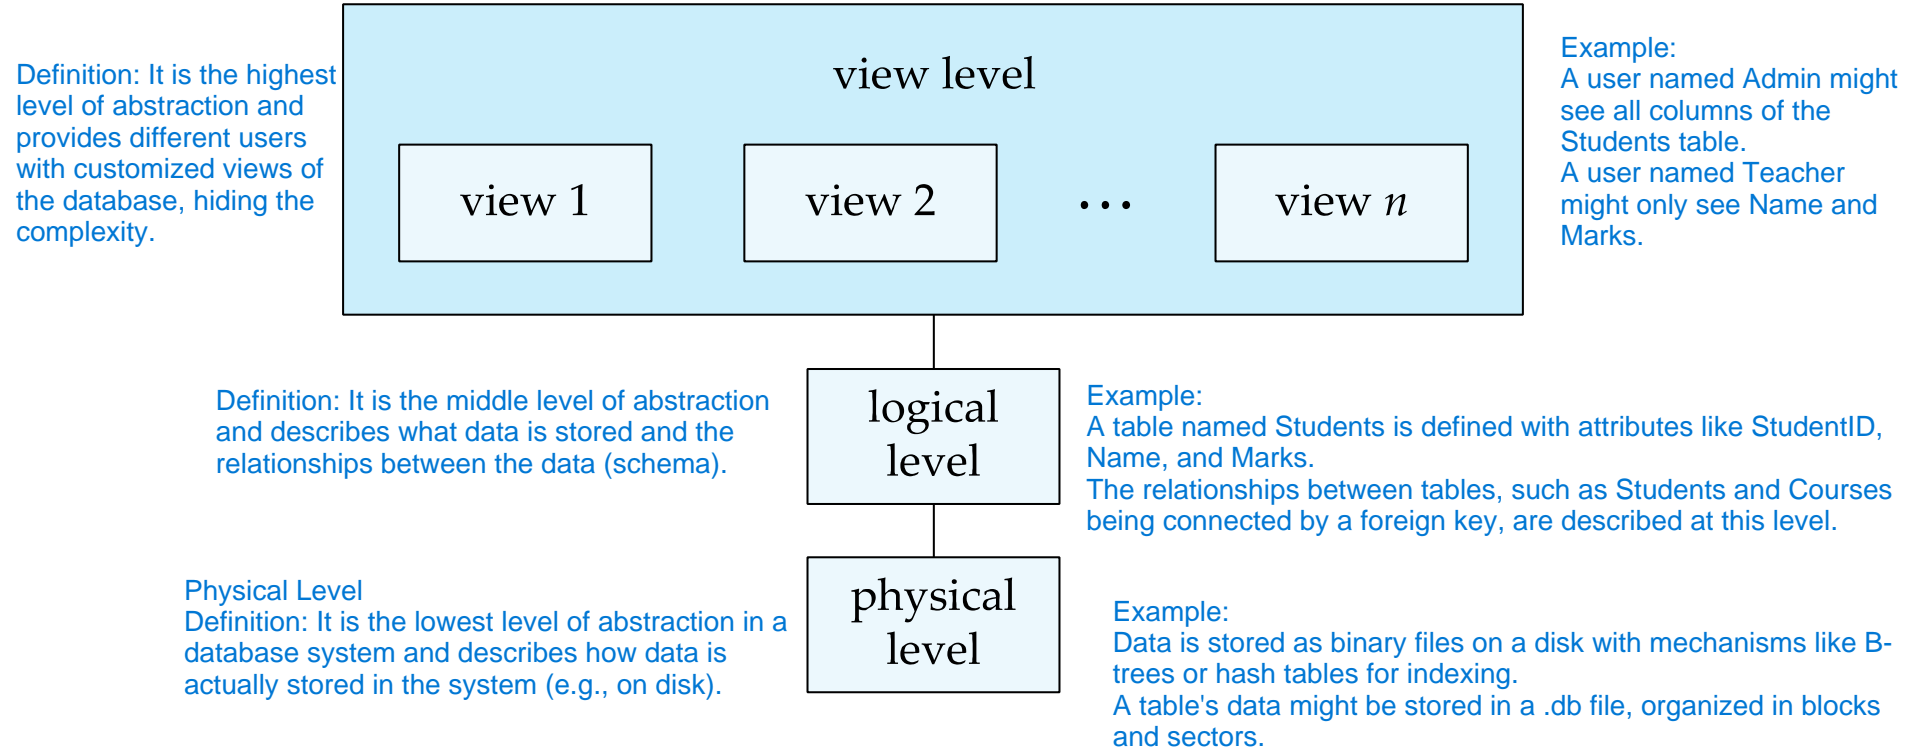 Definition: It is the highest
level of abstraction and
provides different users
with customized views of
the database, hiding the
complexity.
view level
view 1
view 2
...
view n
Example:
A user named Admin might
see all columns of the
Students table.
A user named Teacher
might only see Name and
Marks.
Definition: It is the middle level of abstraction
and describes what data is stored and the
relationships between the data (schema).
logical
level
Example:
A table named Students is defined with attributes like StudentID,
Name, and Marks.
The relationships between tables, such as Students and Courses
being connected by a foreign key, are described at this level.
Physical Level
Definition: It is the lowest level of abstraction in a
database system and describes how data is
actually stored in the system (e.g., on disk).
physical
level
Example:
Data is stored as binary files on a disk with mechanisms like B-
trees or hash tables for indexing.
A table's data might be stored in a .db file, organized in blocks
and sectors.